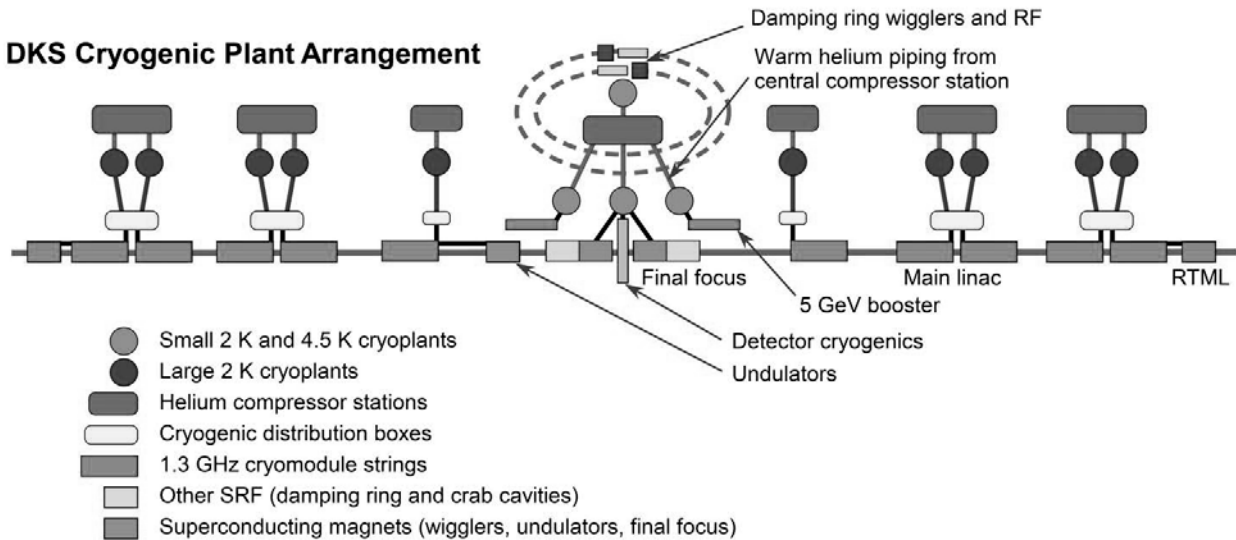 Damping ring wigglers and RF
DKS Cryogenic Plant Arrangement
Warm helium piping from
central compressor station
Final focus
Main linac
RTML
5 GeV booster
Detector cryogenics
Undulators
Small 2 K and 4.5 K cryoplants
Large 2 K cryoplants
Helium compressor stations
Cryogenic distribution boxes
1.3 GHz cryomodule strings
Other SRF (damping ring and crab cavities)
Superconducting magnets (wigglers, undulators, final focus)